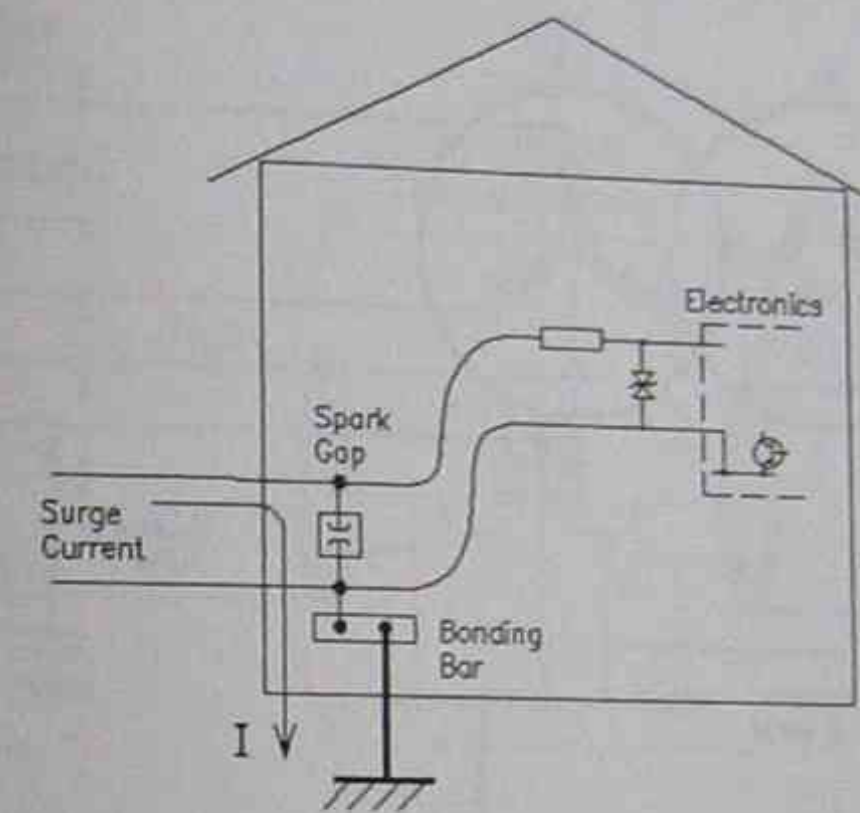 Electronics
Spark
Gap
Surge
Current
Bonding
Bar
I